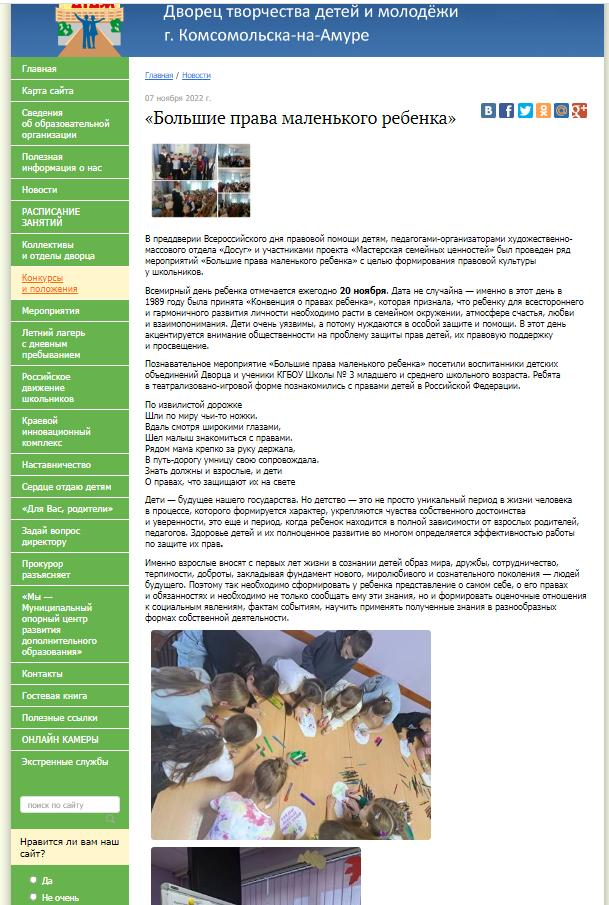 Дворец творчества детей и молодёжи
г. Комсомольска-на-Амуре
Главная
Карта сайта
Сведения
об образовательной
организации
Полезная
информация о нас
Новости
РАСПИСАНИЕ
ЗАНЯТИЙ
Коллективы
и отделы дворца
Конкурсы
и положения
Мероприятия
Летний лагерь
с дневным
пребыванием
Российское
движение
школьников
Краевой
инновационный
комплекс
Наставничество
Сердце отдаю детям
«Для Вас, родители»
Задай вопрос
директору
Прокурор
разъясняет
«Мы —
Муниципальный
опорный центр
развития
дополнительного
образования»
Контакты
Гостевая книга
Полезные ссылки
ОНЛАЙН КАМЕРЫ
Экстренные службы
поиск по сайту
Нравится ли вам наш
сайт?
Да
Не очень
Главная / Новости
07 ноября 2022 г.
«Большие права маленького ребенка»
В преддверии Всероссийского дня правовой помощи детям, педагогами-организаторами художественно-
массового отдела «Досуг» и участниками проекта «Мастерская семейных ценностей» был проведен ряд
мероприятий «Большие права маленького ребенка» с целью формирования правовой культуры
у школьников.
Всемирный день ребенка отмечается ежегодно 20 ноября. Дата не случайна — именно в этот день в
1989 году была принята «Конвенция о правах ребенка», которая признала, что ребенку для всестороннего
и гармоничного развития личности необходимо расти в семейном окружении, атмосфере счастья, любви
и взаимопонимания. Дети очень уязвимы, а потому нуждаются в особой защите и помощи. В этот день
акцентируется внимание общественности на проблему защиты прав детей, их правовую поддержку
и просвещение.
Познавательное мероприятие «Большие права маленького ребенка» посетили воспитанники детских
объединений Дворца и ученики КГБОУ Школы № 3 младшего и среднего школьного возраста. Ребята
в театрализовано-игровой форме познакомились с правами детей в Российской Федерации.
По извилистой дорожке
Шли по миру чьи-то ножки.
Вдаль смотря широкими глазами,
Шел малыш знакомиться с правами.
Рядом мама крепко за руку держала,
В путь-дорогу умницу свою сопровождала.
Знать должны и взрослые, и дети
О правах, что защищают их на свете
Дети — будущее нашего государства. Но детство — это не просто уникальный период в жизни человека
в процессе, которого формируется характер, укрепляются чувства собственного достоинства
и уверенности, это еще и период, когда ребенок находится в полной зависимости от взрослых родителей,
педагогов. Здоровье детей и их полноценное развитие во многом определяется эффективностью работы
по защите их прав.
Именно взрослые вносят с первых лет жизни в сознании детей образ мира, дружбы, сотрудничество,
терпимости, доброты, закладывая фундамент нового, миролюбивого и сознательного поколения — людей
будущего. Поэтому так необходимо сформировать у ребенка представление о самом себе, о его правах
и обязанностях и необходимо не только сообщать ему эти знания, но и формировать оценочные отношения
к социальным явлениям, фактам событиям, научить применять полученные знания в разнообразных
формах собственной деятельности.